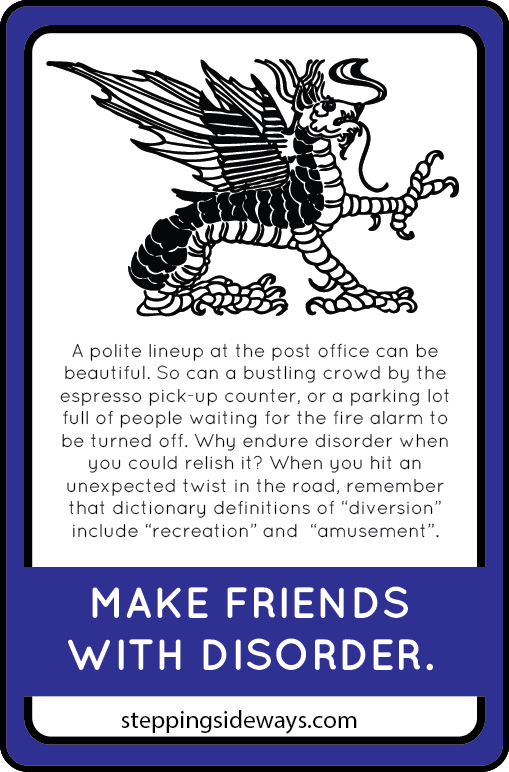 A polite lineup at the post office can be
beautiful. So can a bustling crowd by the
espresso pick-up counter, or a parking lot
full of people waiting for the fire alarm to
be turned off. Why endure disorder when
you could relish it? When you hit an
unexpected twist in the road, remember
that dictionary definitions of “diversion”
include “recreation” and  “amusement”.
MAKE FRIENDS
WITH DISORDER.
steppingsideways.com